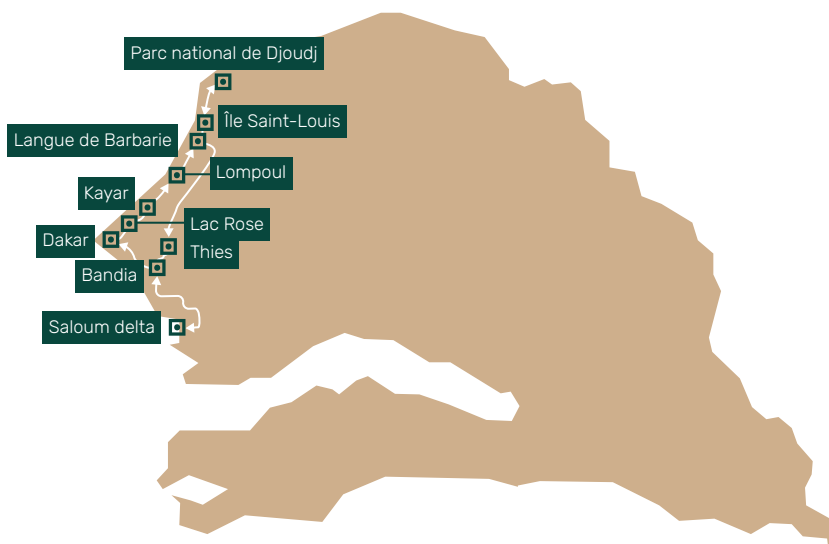 Parc national de Djoudj
Île Saint-Louis
Langue de Barbarie
Lompoul
Kayar
Lac Rose
Dakar
Thies
Bandia
Saloum delta